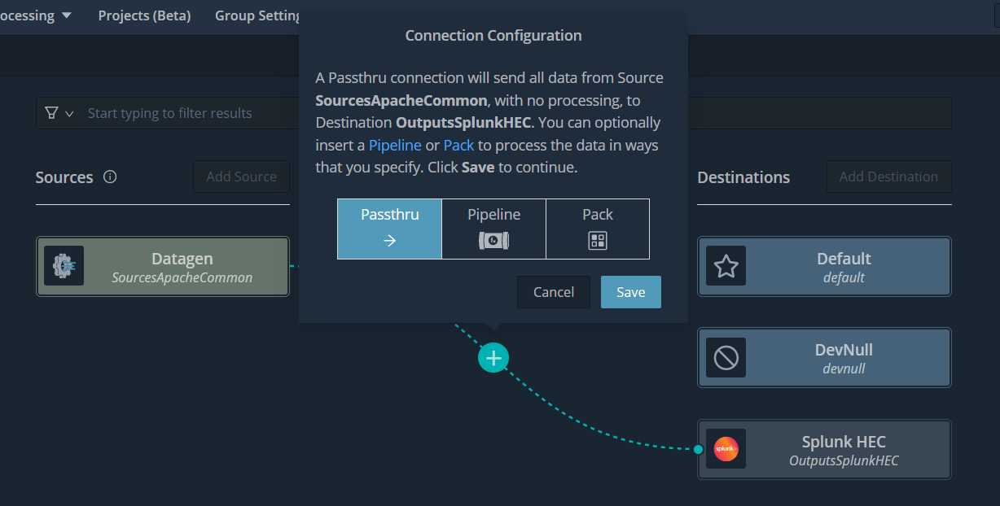 ocessing
Projects (Beta)
Group Setting
Connection Configuration
A Passthru connection will send all data from Source
SourcesApacheCommon, with no processing, to
Destination OutputsSplunkHEC. You can optionally
insert a Pipeline or Pack to process the data in ways
that you specify. Click Save to continue.
Passthru
Pipeline
Pack
Cancel
Save
Start typing to filter results
Sources
Add Source
Datagen
SourcesApacheCommon
Destinations
Add Destination
Default
default
DevNull
devnull
splunk>
Splunk HEC
OutputsSplunkHEC